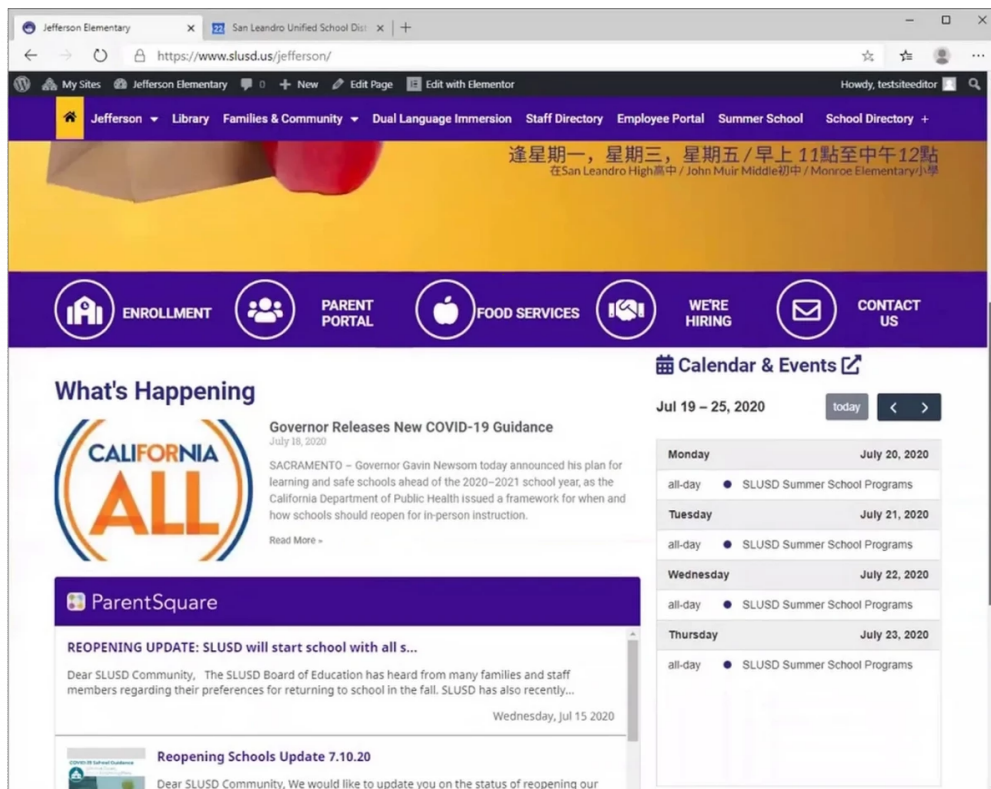 Jefferson Elementary
San Leandro Unified School Dist
https://www.slusd.us/jefferson/
My Sites Jefferson Elementary 0 New Edit Page Edit with Elementor Howdy, testsiteeditor
Jefferson Library Families & Community Dual Language Immersion Staff Directory Employee Portal Summer School School Directory +
逢星期一，星期三，星期五 / 早上 11點至中午12點
在San Leandro High高中 / John Muir Middle初中 / Monroe Elementary小學
ENROLLMENT
PARENT
PORTAL
FOOD SERVICES
WE'RE
HIRING
CONTACT
US
What's Happening
CALIFORNIA
ALL
Governor Releases New COVID-19 Guidance
July 18, 2020
SACRAMENTO – Governor Gavin Newsom today announced his plan for
learning and safe schools ahead of the 2020–2021 school year, as the
California Department of Public Health issued a framework for when and
how schools should reopen for in-person instruction.
Read More »
ParentSquare
REOPENING UPDATE: SLUSD will start school with all s...
Dear SLUSD Community, The SLUSD Board of Education has heard from many families and staff
members regarding their preferences for returning to school in the fall. SLUSD has also recently...
Wednesday, Jul 15 2020
Reopening Schools Update 7.10.20
Dear SLUSD Community, We would like to update you on the status of reopening our
Calendar & Events
Jul 19 – 25, 2020 today
Monday July 20, 2020
all-day SLUSD Summer School Programs
Tuesday July 21, 2020
all-day SLUSD Summer School Programs
Wednesday July 22, 2020
all-day SLUSD Summer School Programs
Thursday July 23, 2020
all-day SLUSD Summer School Programs